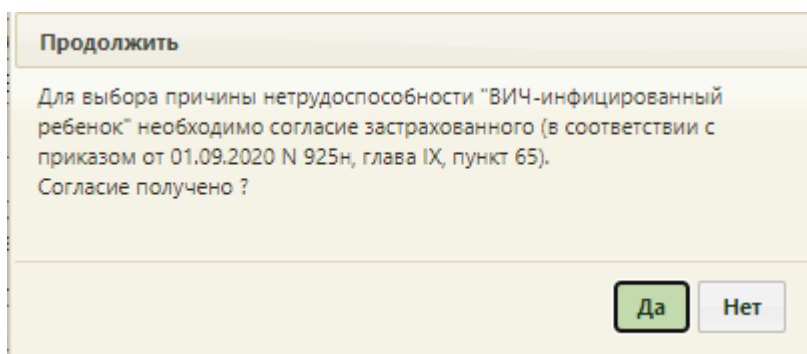 Продолжить
Для выбора причины нетрудоспособности "ВИЧ-инфицированный
ребенок" необходимо согласие застрахованного (в соответствии с
приказом от 01.09.2020 N 925н, глава IX, пункт 65).
Согласие получено ?
Да Нет